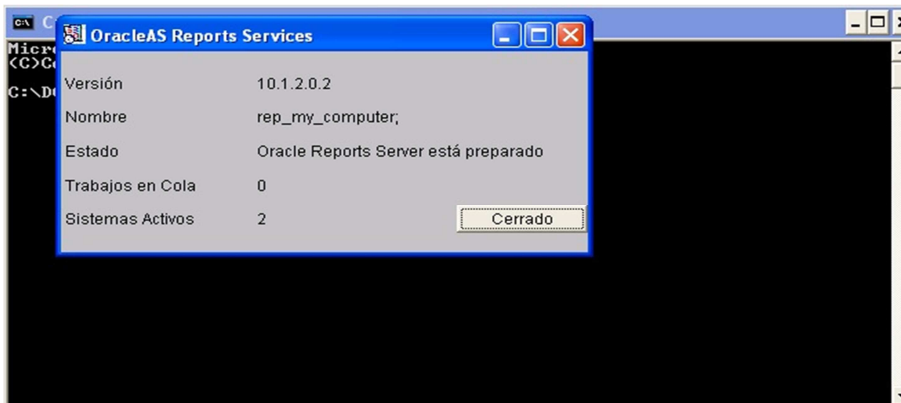 OracleAS Reports Services
Versión 10.1.2.0.2
Nombre rep_my_computer;
Estado Oracle Reports Server está preparado
Trabajos en Cola 0
Sistemas Activos 2
Cerrado